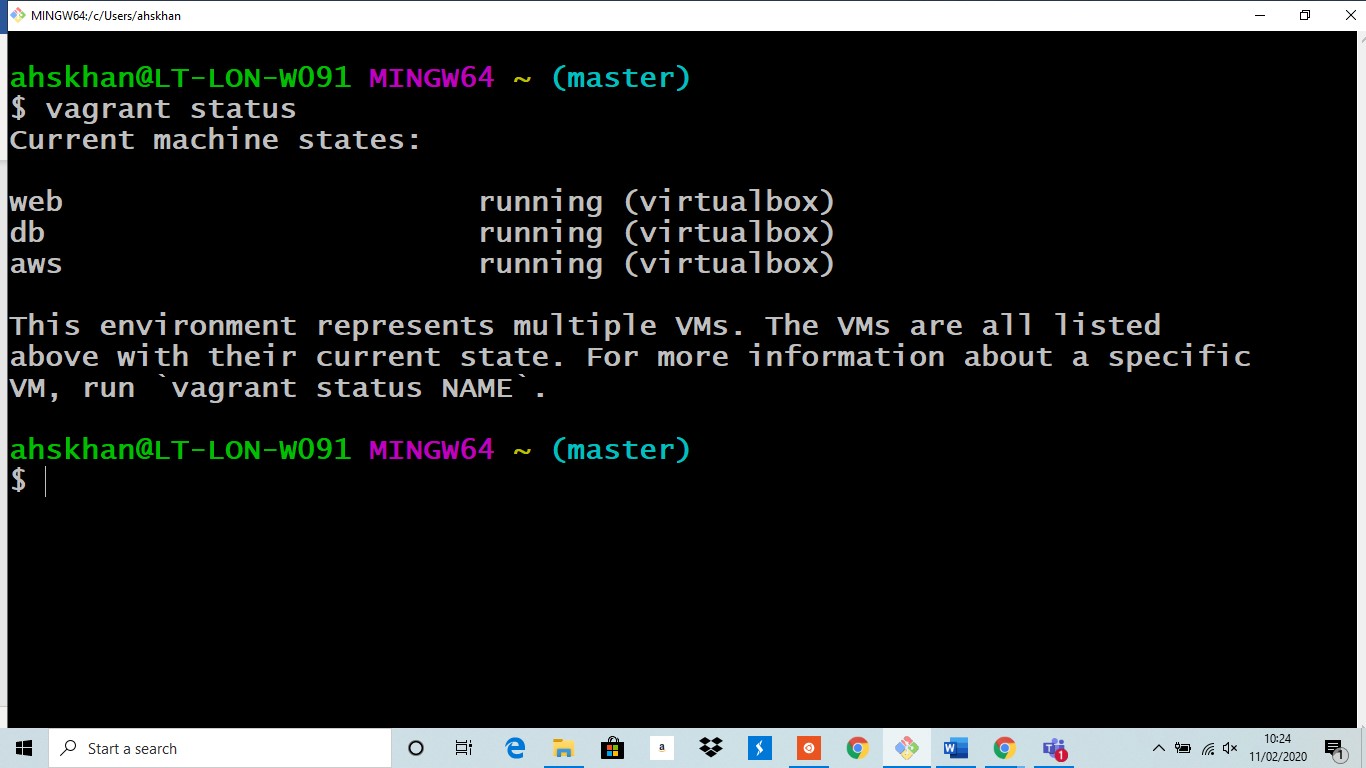 MINGW64:/c/Users/ahskhan
ahskhan@LT-LON-W091 MINGW64 ~ (master)
$ vagrant status
Current machine states:
web                       running (virtualbox)
db                        running (virtualbox)
aws                       running (virtualbox)
This environment represents multiple VMs. The VMs are all listed
above with their current state. For more information about a specific
VM, run `vagrant status NAME`.
ahskhan@LT-LON-W091 MINGW64 ~ (master)
$
Start a search
a
W
1
10:24
11/02/2020
1